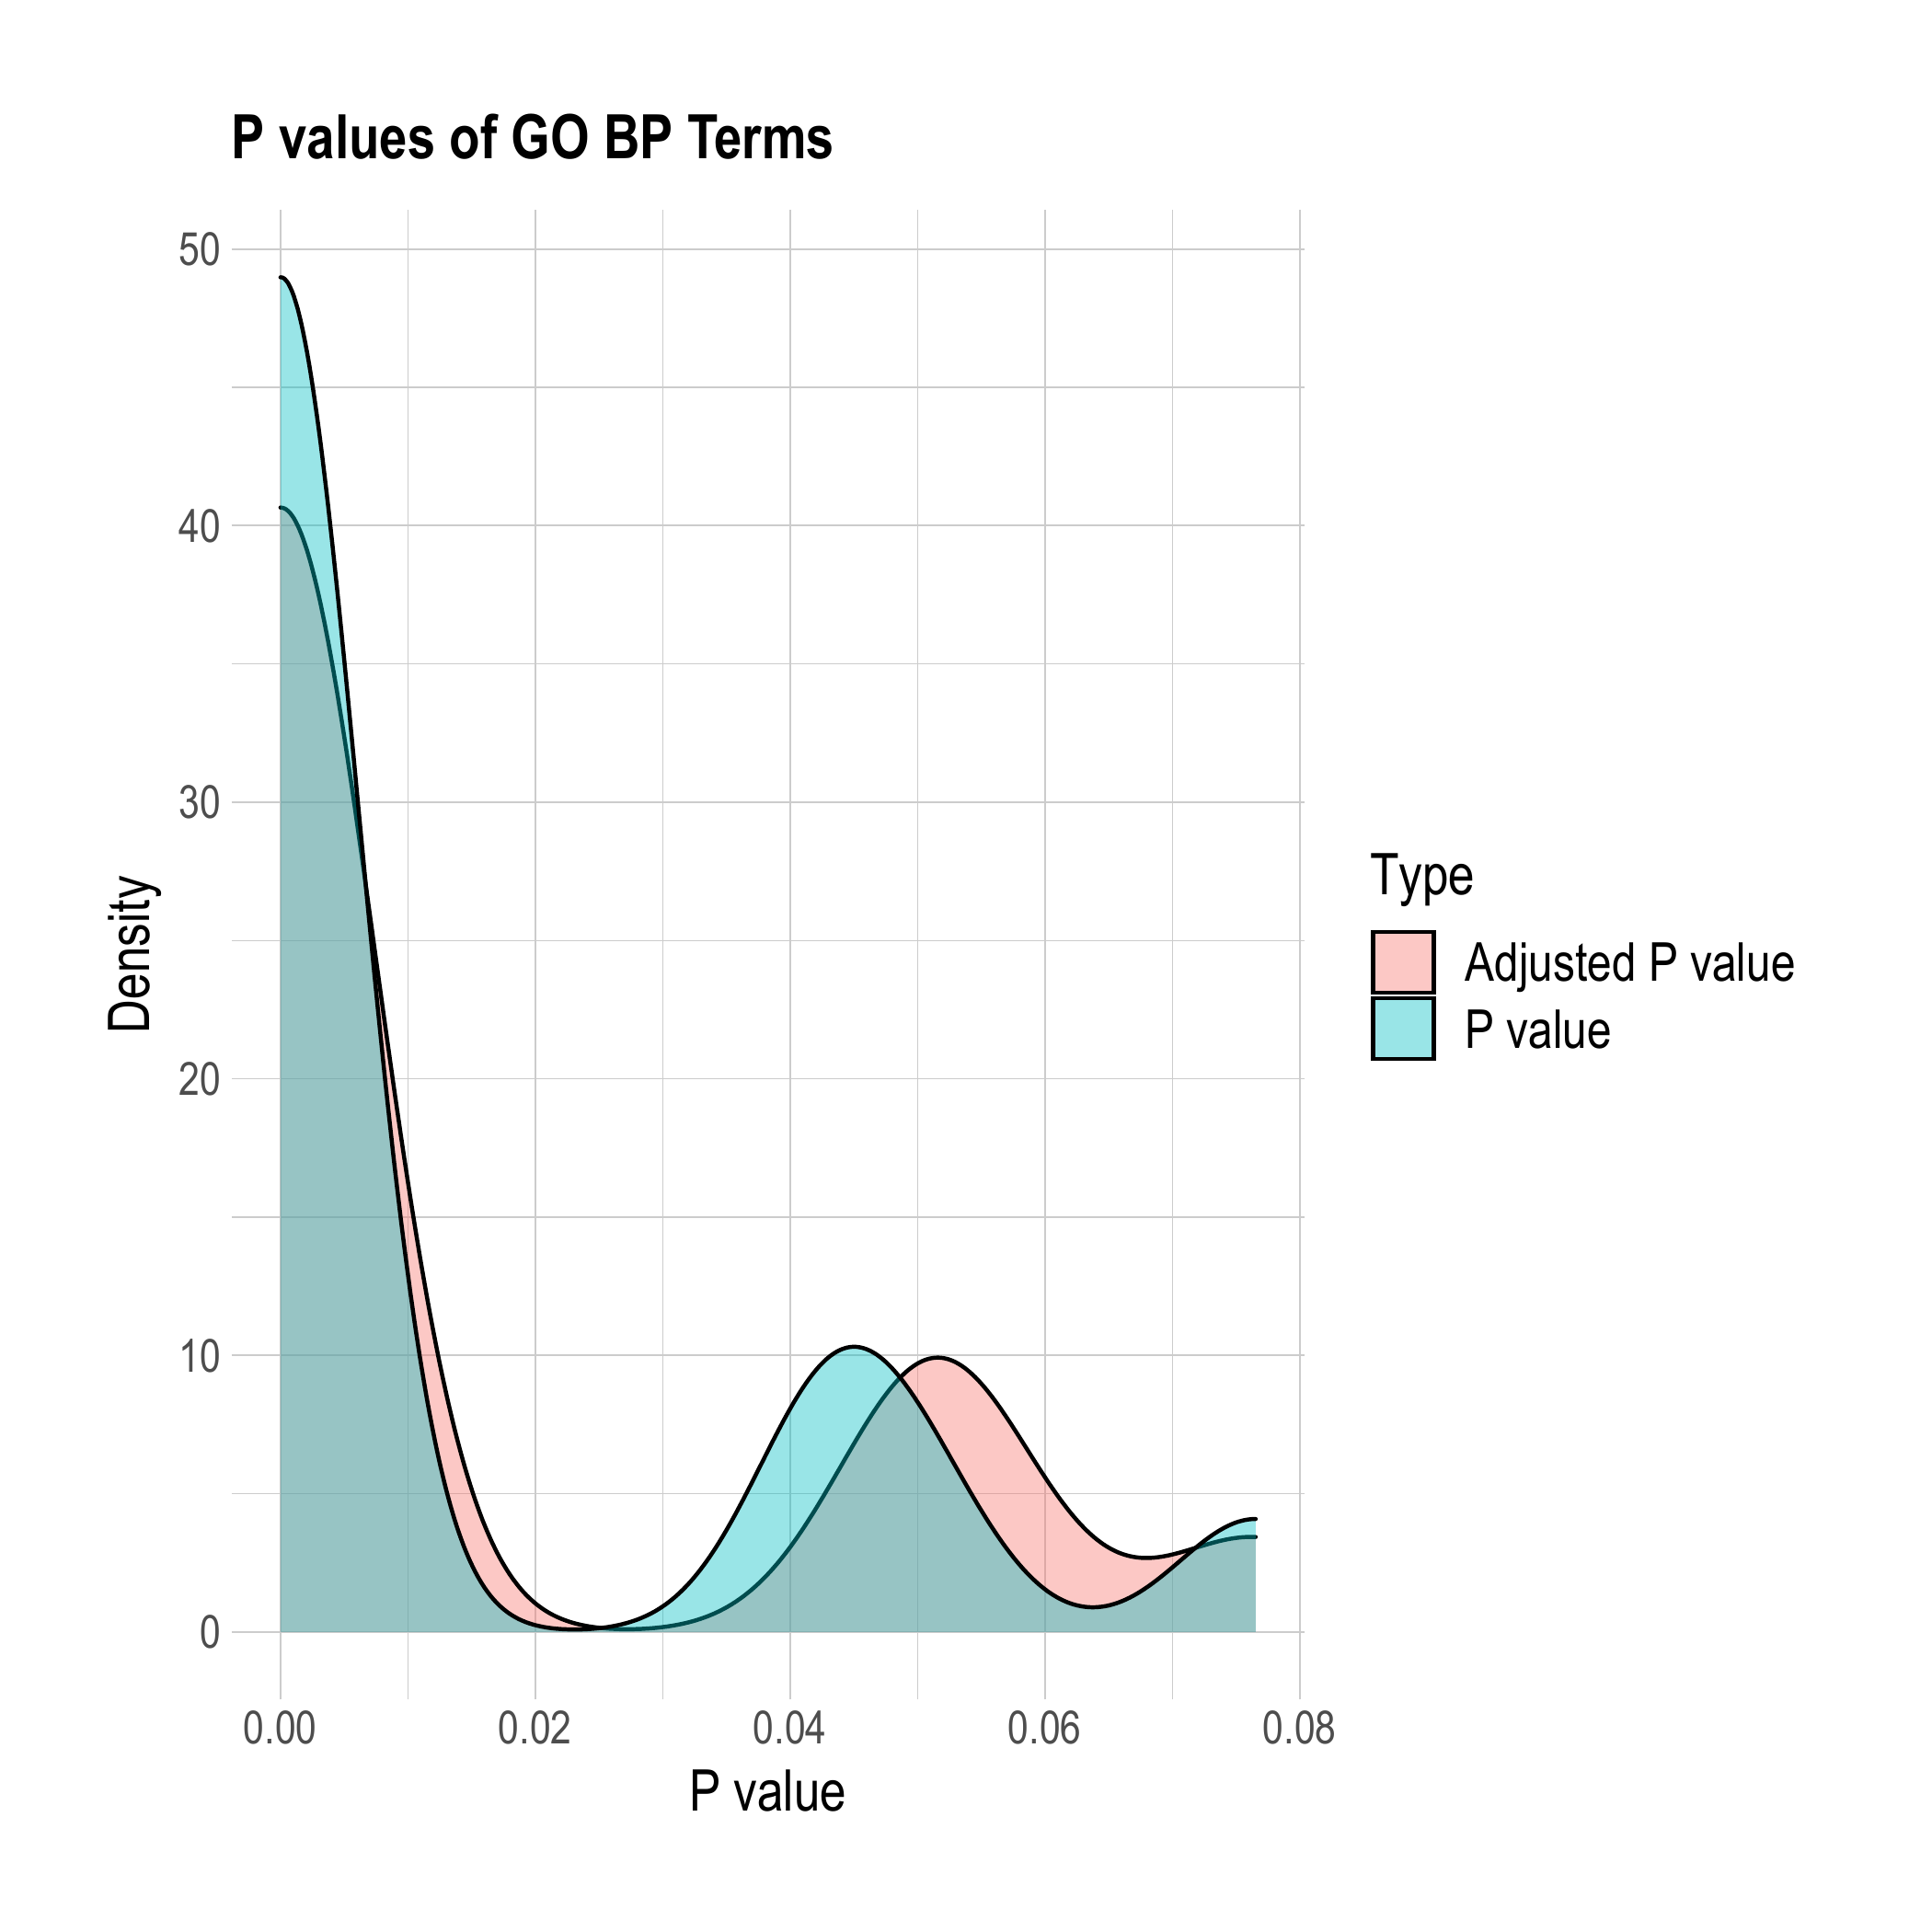 P values of GO BP Terms
50
40
30
20
10
0
Density
0.00 0.02 0.04 0.06 0.08
P value
Type
Adjusted P value
P value